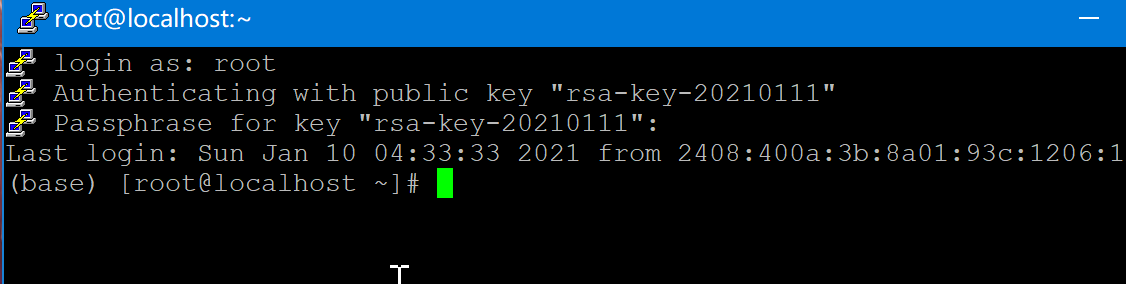 root@localhost:~
login as: root
Authenticating with public key "rsa-key-20210111"
Passphrase for key "rsa-key-20210111":
Last login: Sun Jan 10 04:33:33 2021 from 2408:400a:3b:8a01:93c:1206:1
(base) [root@localhost ~]#